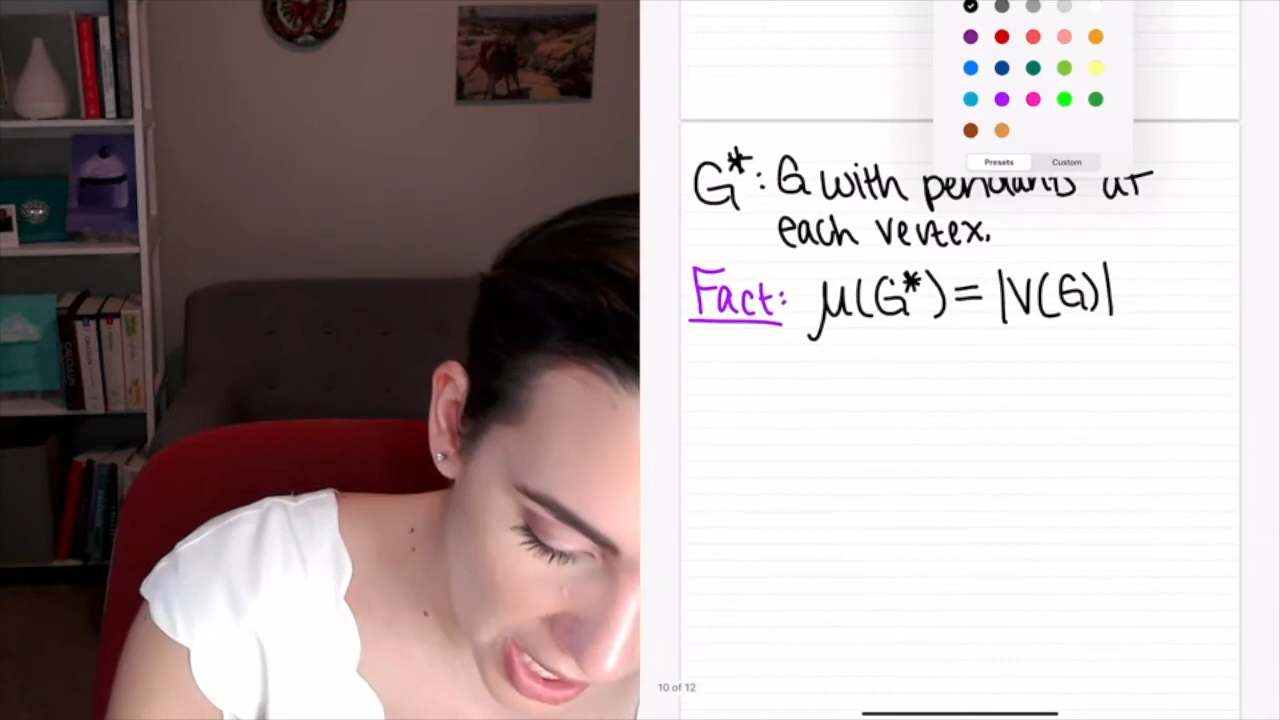 Presets Custom
G*: G with pendants at
each vertex.
Fact: μ(G*) = |V(G)|
10 of 12